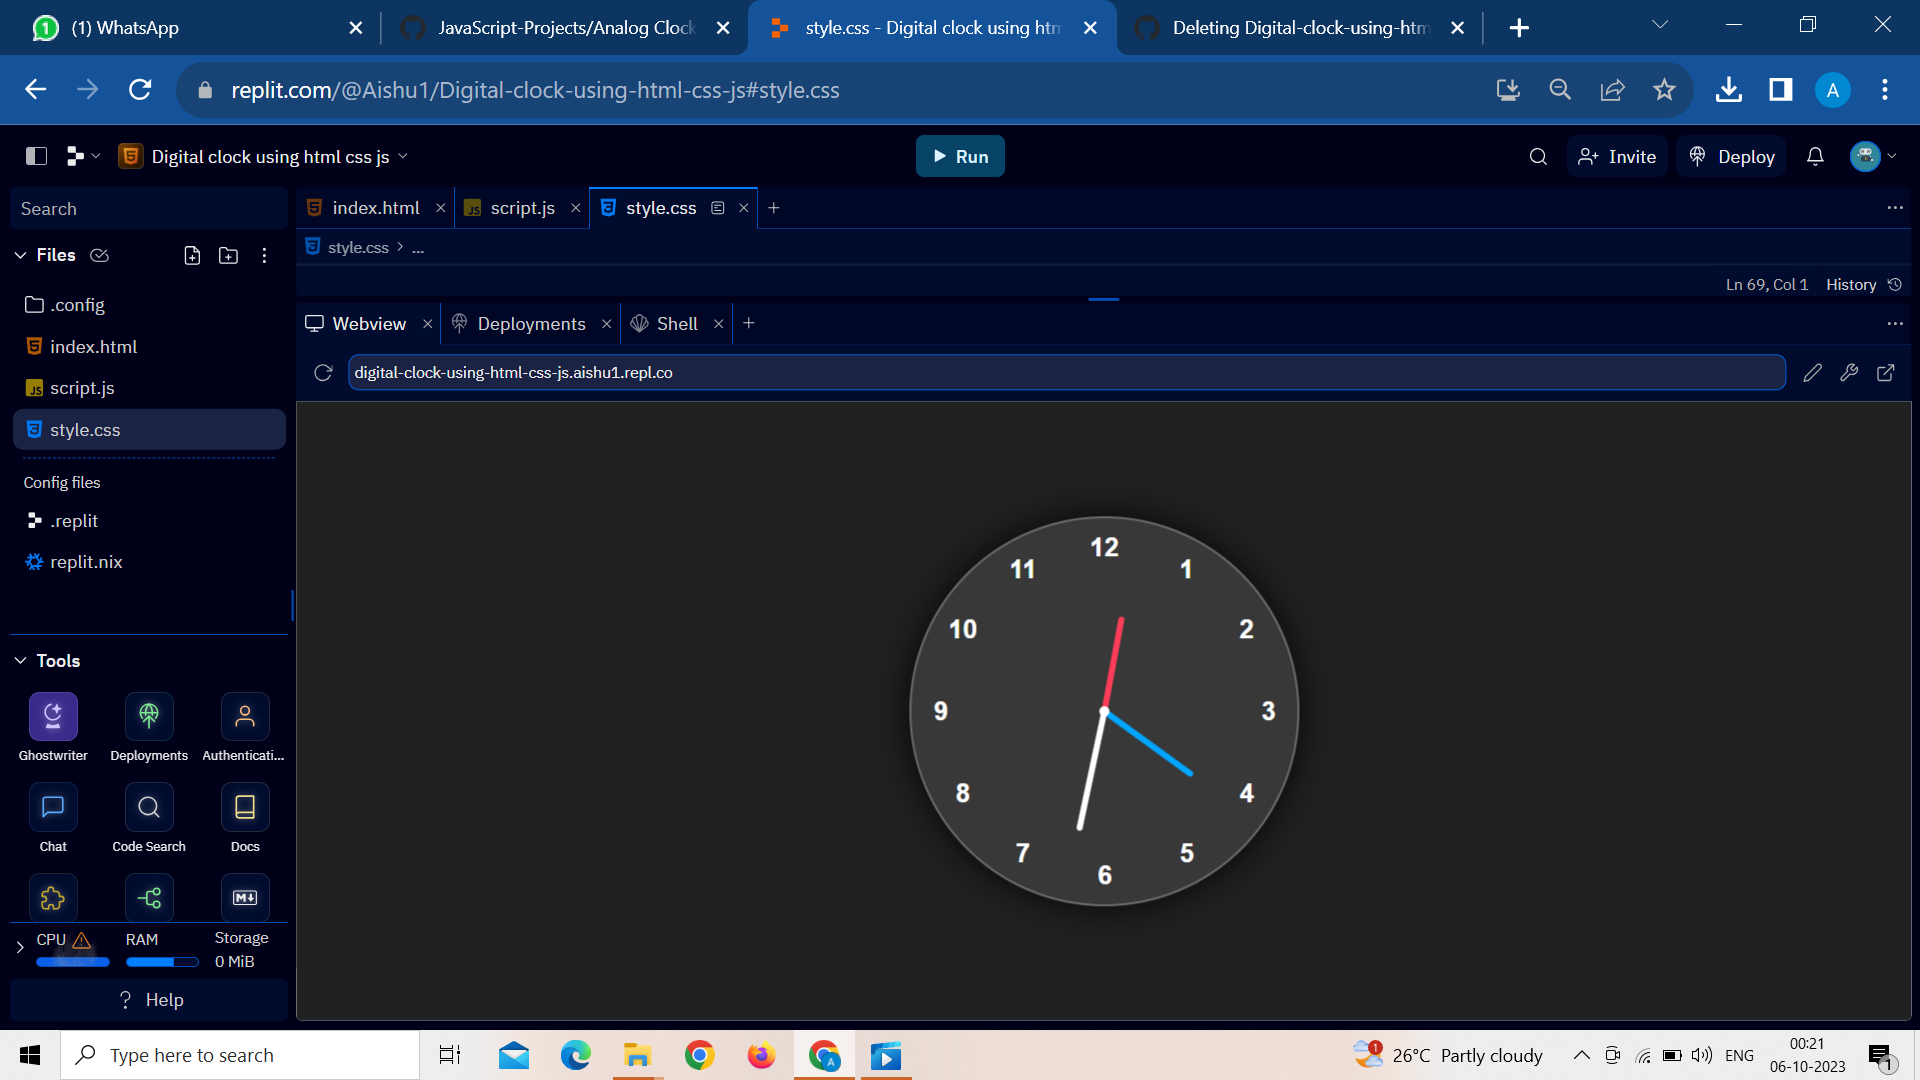 (1) WhatsApp
JavaScript-Projects/Analog Clock
style.css - Digital clock using htm
Deleting Digital-clock-using-htm
replit.com/@Aishu1/Digital-clock-using-html-css-js#style.css
A
Digital clock using html css js
Run
Invite
Deploy
Search
index.html
script.js
style.css
style.css > ...
Files
Ln 69, Col 1
History
.config
index.html
script.js
style.css
Webview
Deployments
Shell
digital-clock-using-html-css-js.aishu1.repl.co
Config files
.replit
replit.nix
12
1
2
3
4
5
6
7
8
9
10
11
Tools
Ghostwriter
Deployments
Authenticati...
Chat
Code Search
Docs
CPU
RAM
Storage
0 MiB
? Help
Type here to search
1
26°C Partly cloudy
ENG
00:21
06-10-2023
1